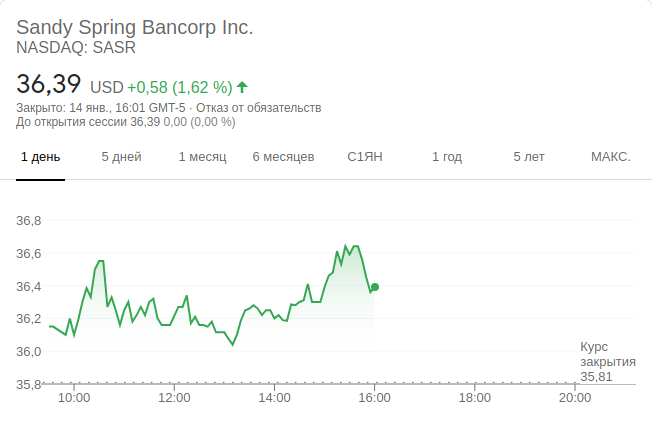 Sandy Spring Bancorp Inc.
NASDAQ: SASR
36,39 USD +0,58 (1,62 %)
Закрыто: 14 янв., 16:01 GMT-5 · Отказ от обязательств
До открытия сессии 36,39 0,00 (0,00 %)
1 день 5 дней 1 месяц 6 месяцев С1ЯН 1 год 5 лет МАКС.
36,8
36,6
36,4
36,2
36,0
35,8
Курс
закрытия
35,81
10:00 12:00 14:00 16:00 18:00 20:00